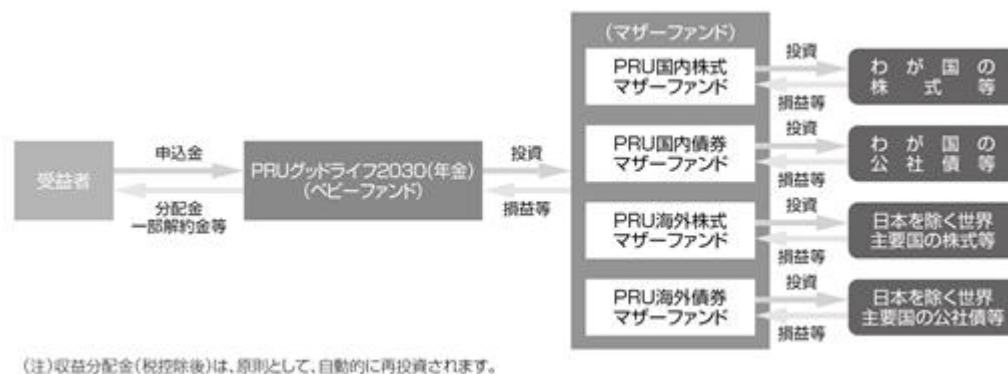 受益者
申込金
分配金
一部解約金等
PRUグッドライフ2030(年金)
(ベビーファンド)
投資
損益等
(マザーファンド)
PRU国内株式
マザーファンド
投資
損益等
わが国の
株式等
PRU国内債券
マザーファンド
投資
損益等
わが国の
公社債等
PRU海外株式
マザーファンド
投資
損益等
日本を除く世界
主要国の株式等
PRU海外債券
マザーファンド
投資
損益等
日本を除く世界
主要国の公社債等
(注)収益分配金(税控除後)は、原則として、自動的に再投資されます。